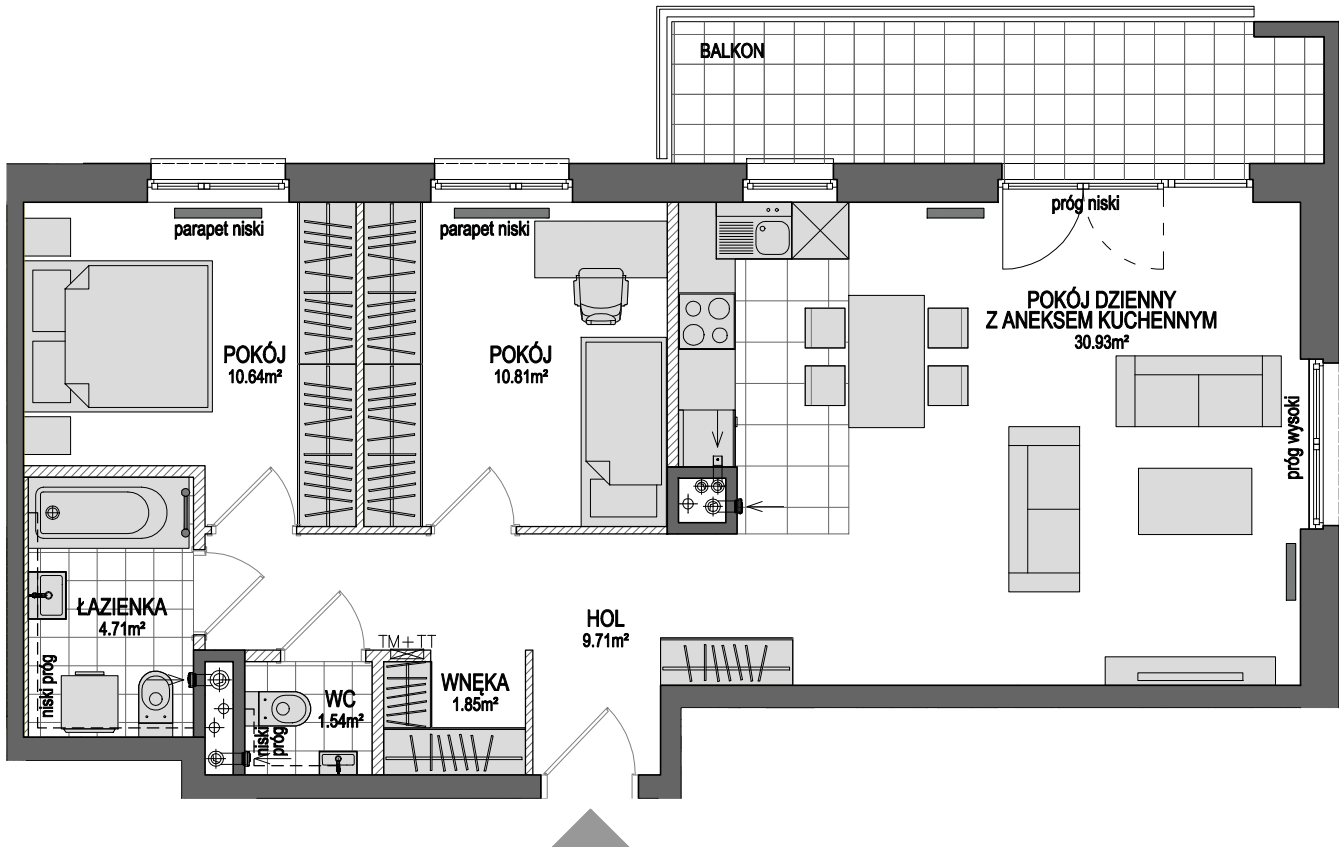 BALKON
parapet niski
parapet niski
próg niski
POKÓJ DZIENNY
Z ANEKSEM KUCHENNYM
30.93m²
POKÓJ
10.64m²
POKÓJ
10.81m²
próg wysoki
ŁAZIENKA
4.71m²
HOL
9.71m²
TM+TT
niski próg
WC
1.54m²
WNĘKA
1.85m²
niski
próg